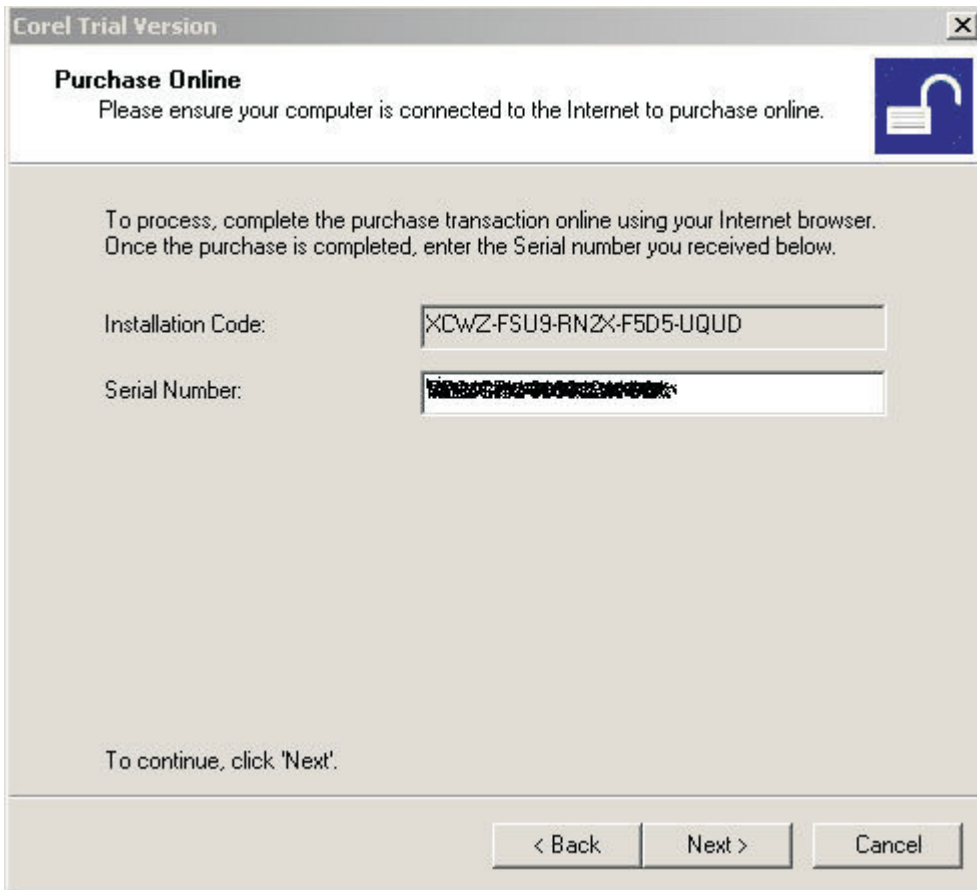 Corel Trial Version
Purchase Online
Please ensure your computer is connected to the Internet to purchase online.
To process, complete the purchase transaction online using your Internet browser.
Once the purchase is completed, enter the Serial number you received below.
Installation Code: XCWZ-FSU9-RN2X-F5D5-UQUD
Serial Number:
To continue, click 'Next'.
< Back Next > Cancel